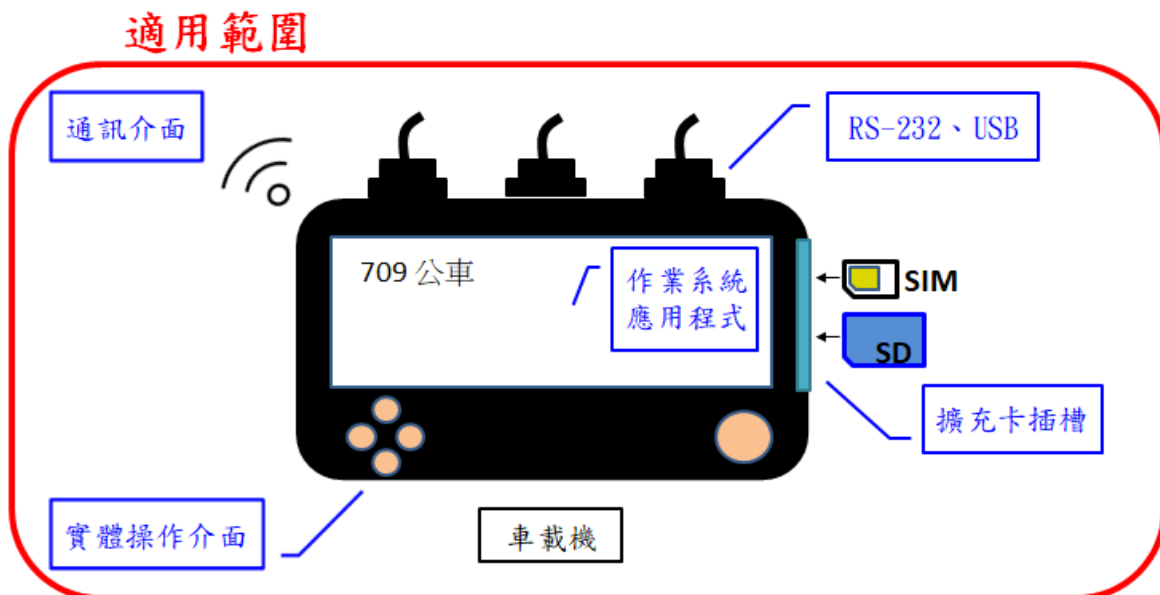 適用範圍
通訊介面
RS-232、USB
709 公車
作業系統
應用程式
SIM
SD
擴充卡插槽
實體操作介面
車載機